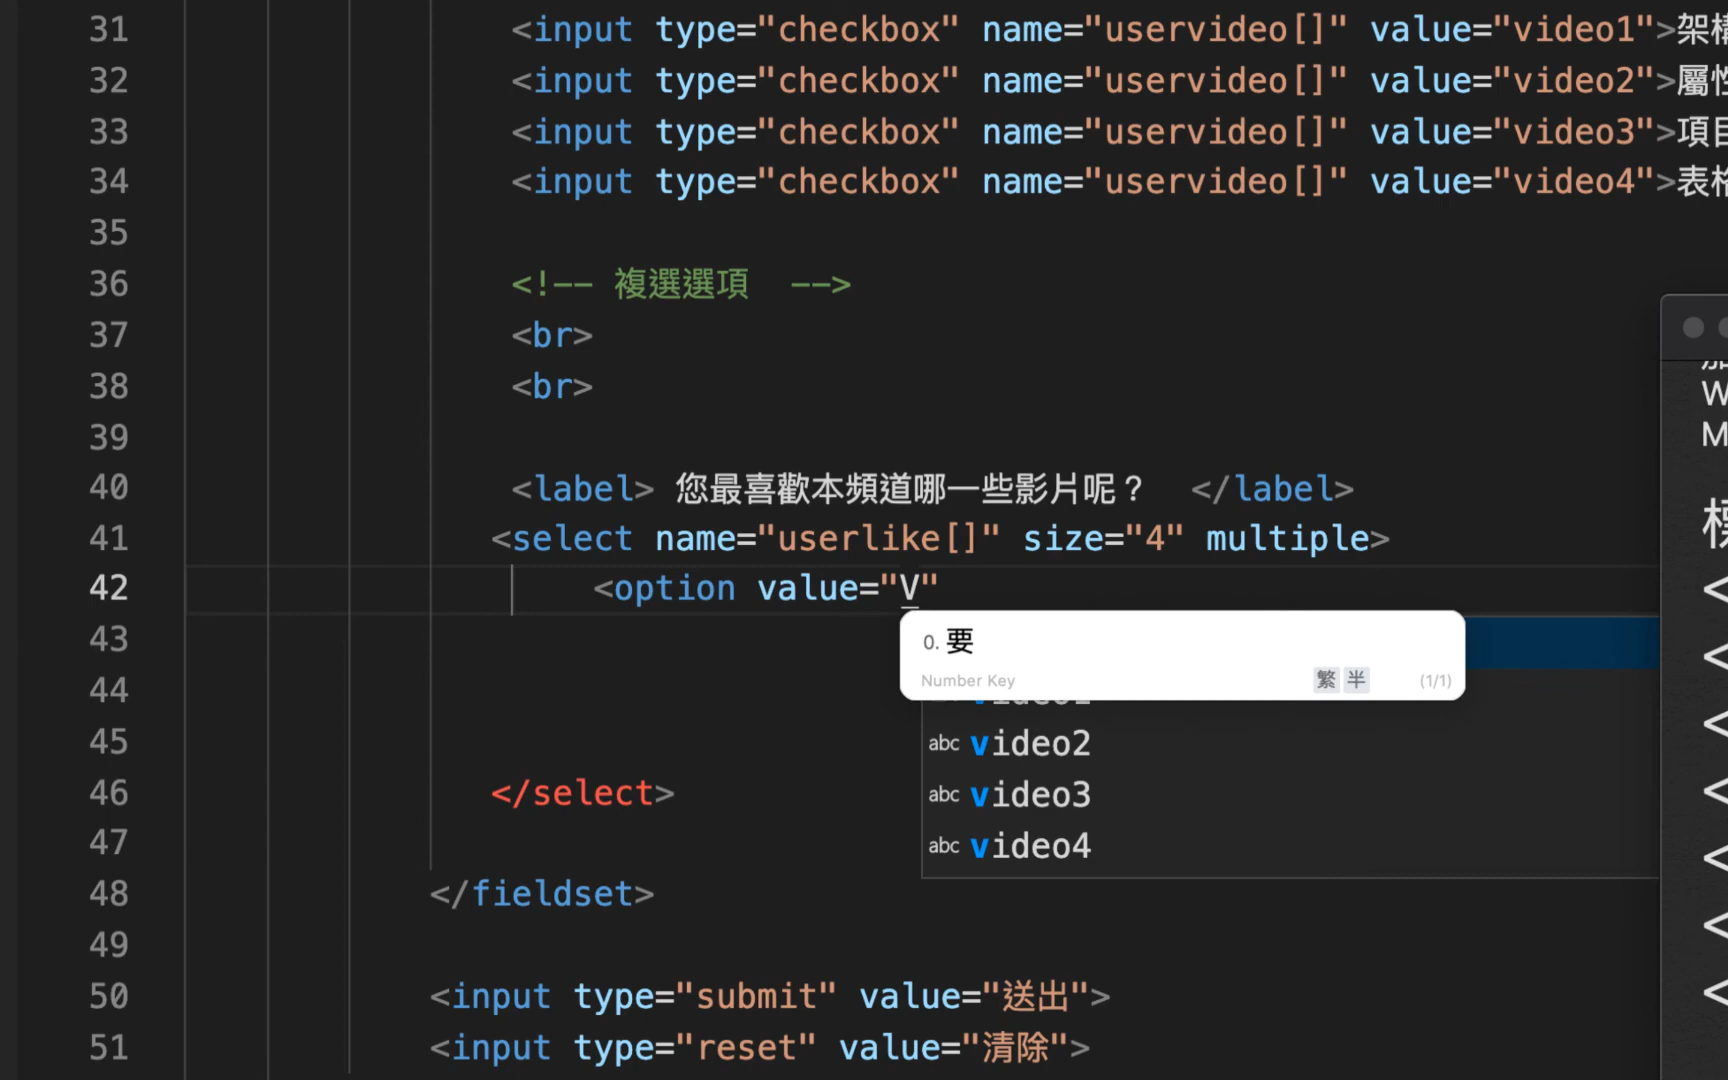 31 <input type="checkbox" name="uservideo[]" value="video1">架構
32 <input type="checkbox" name="uservideo[]" value="video2">屬性
33 <input type="checkbox" name="uservideo[]" value="video3">項目
34 <input type="checkbox" name="uservideo[]" value="video4">表格
35
36 <!-- 複選選項 -->
37 <br>
38 <br>
39
40 <label> 您最喜歡本頻道哪一些影片呢？ </label>
41 <select name="userlike[]" size="4" multiple>
42 <option value="V"
43
0. 要
Number Key 繁 半 (1/1)
44
abc video2
45
abc video3
46 </select>
abc video4
47
48 </fieldset>
49
50 <input type="submit" value="送出">
51 <input type="reset" value="清除">
W
M
<
<
<
<
<
<
<